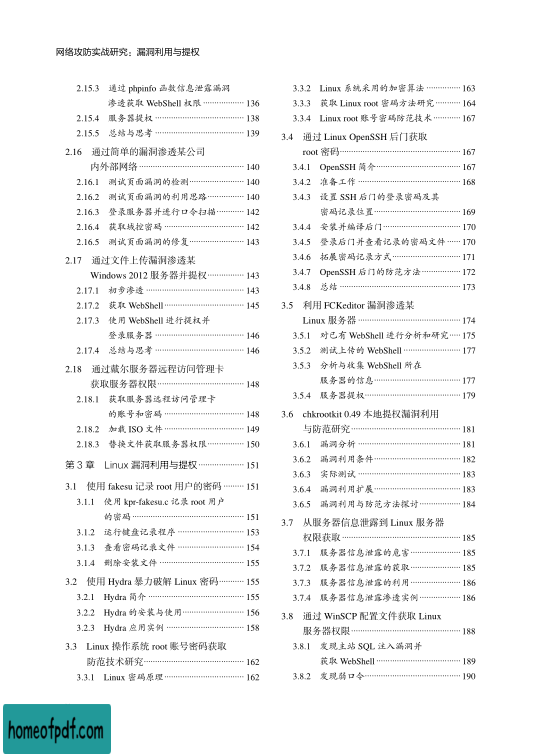 网络攻防实战研究：漏洞利用与提权
2.15.3 通过 phpinfo 函数信息泄露漏洞
渗透获取 WebShell 权限 ………………… 136
2.15.4 服务器提权 ………………… 138
2.15.5 总结与思考 ………………… 139
2.16 通过简单的漏洞渗透某公司
内外部网络 ………………… 140
2.16.1 测试页面漏洞的检测………………… 140
2.16.2 测试页面漏洞的利用思路………………… 140
2.16.3 登录服务器并进行口令扫描………………… 142
2.16.4 获取域控密码 ………………… 142
2.16.5 测试页面漏洞的修复………………… 143
2.17 通过文件上传漏洞渗透某
Windows 2012 服务器并提权………………… 143
2.17.1 初步渗透 ………………… 143
2.17.2 获取 WebShell ………………… 145
2.17.3 使用 WebShell 进行提权并
登录服务器 ………………… 146
2.17.4 总结与思考 ………………… 146
2.18 通过戴尔服务器远程访问管理卡
获取服务器权限………………… 148
2.18.1 获取服务器远程访问管理卡
的账号和密码 ………………… 148
2.18.2 加载 ISO 文件 ………………… 149
2.18.3 替换文件获取服务器权限………………… 150
第 3 章 Linux 漏洞利用与提权………………… 151
3.1 使用 fakesu 记录 root 用户的密码 ……… 151
3.1.1 使用 kpr-fakesu.c 记录 root 用户
的密码 ………………… 151
3.1.2 运行键盘记录程序 ………………… 153
3.1.3 查看密码记录文件 ………………… 154
3.1.4 删除安装文件 ………………… 155
3.2 使用 Hydra 暴力破解 Linux 密码………… 155
3.2.1 Hydra 简介 ………………… 155
3.2.2 Hydra 的安装与使用………………… 156
3.2.3 Hydra 应用实例 ………………… 158
3.3 Linux 操作系统 root 账号密码获取
防范技术研究………………… 162
3.3.1 Linux 密码原理 ………………… 162
3.3.2 Linux 系统采用的加密算法 …………… 163
3.3.3 获取 Linux root 密码方法研究………… 164
3.3.4 Linux root 账号密码防范技术 ………… 167
3.4 通过 Linux OpenSSH 后门获取
root 密码………………… 167
3.4.1 OpenSSH 简介 ………………… 167
3.4.2 准备工作 ………………… 168
3.4.3 设置 SSH 后门的登录密码及其
密码记录位置………………… 169
3.4.4 安装并编译后门………………… 170
3.4.5 登录后门并查看记录的密码文件 …… 170
3.4.6 拓展密码记录方式………………… 171
3.4.7 OpenSSH 后门的防范方法 ………… 172
3.4.8 总结 ………………… 173
3.5 利用 FCKeditor 漏洞渗透某
Linux 服务器 ………………… 174
3.5.1 对已有 WebShell 进行分析和研究…… 175
3.5.2 测试上传的 WebShell ………………… 177
3.5.3 分析与收集 WebShell 所在
服务器的信息………………… 177
3.5.4 服务器提权………………… 179
3.6 chkrootkit 0.49 本地提权漏洞利用
与防范研究………………… 181
3.6.1 漏洞分析 ………………… 181
3.6.2 漏洞利用条件………………… 182
3.6.3 实际测试 ………………… 183
3.6.4 漏洞利用扩展………………… 183
3.6.5 漏洞利用与防范方法探讨………… 184
3.7 从服务器信息泄露到 Linux 服务器
权限获取 ………………… 185
3.7.1 服务器信息泄露的危害………………… 185
3.7.2 服务器信息泄露的获取………………… 185
3.7.3 服务器信息泄露的利用………………… 186
3.7.4 服务器信息泄露渗透实例………… 186
3.8 通过 WinSCP 配置文件获取 Linux
服务器权限………………… 188
3.8.1 发现主站 SQL 注入漏洞并
获取 WebShell ………………… 189
3.8.2 发现弱口令………………… 190
homeofpdf.com